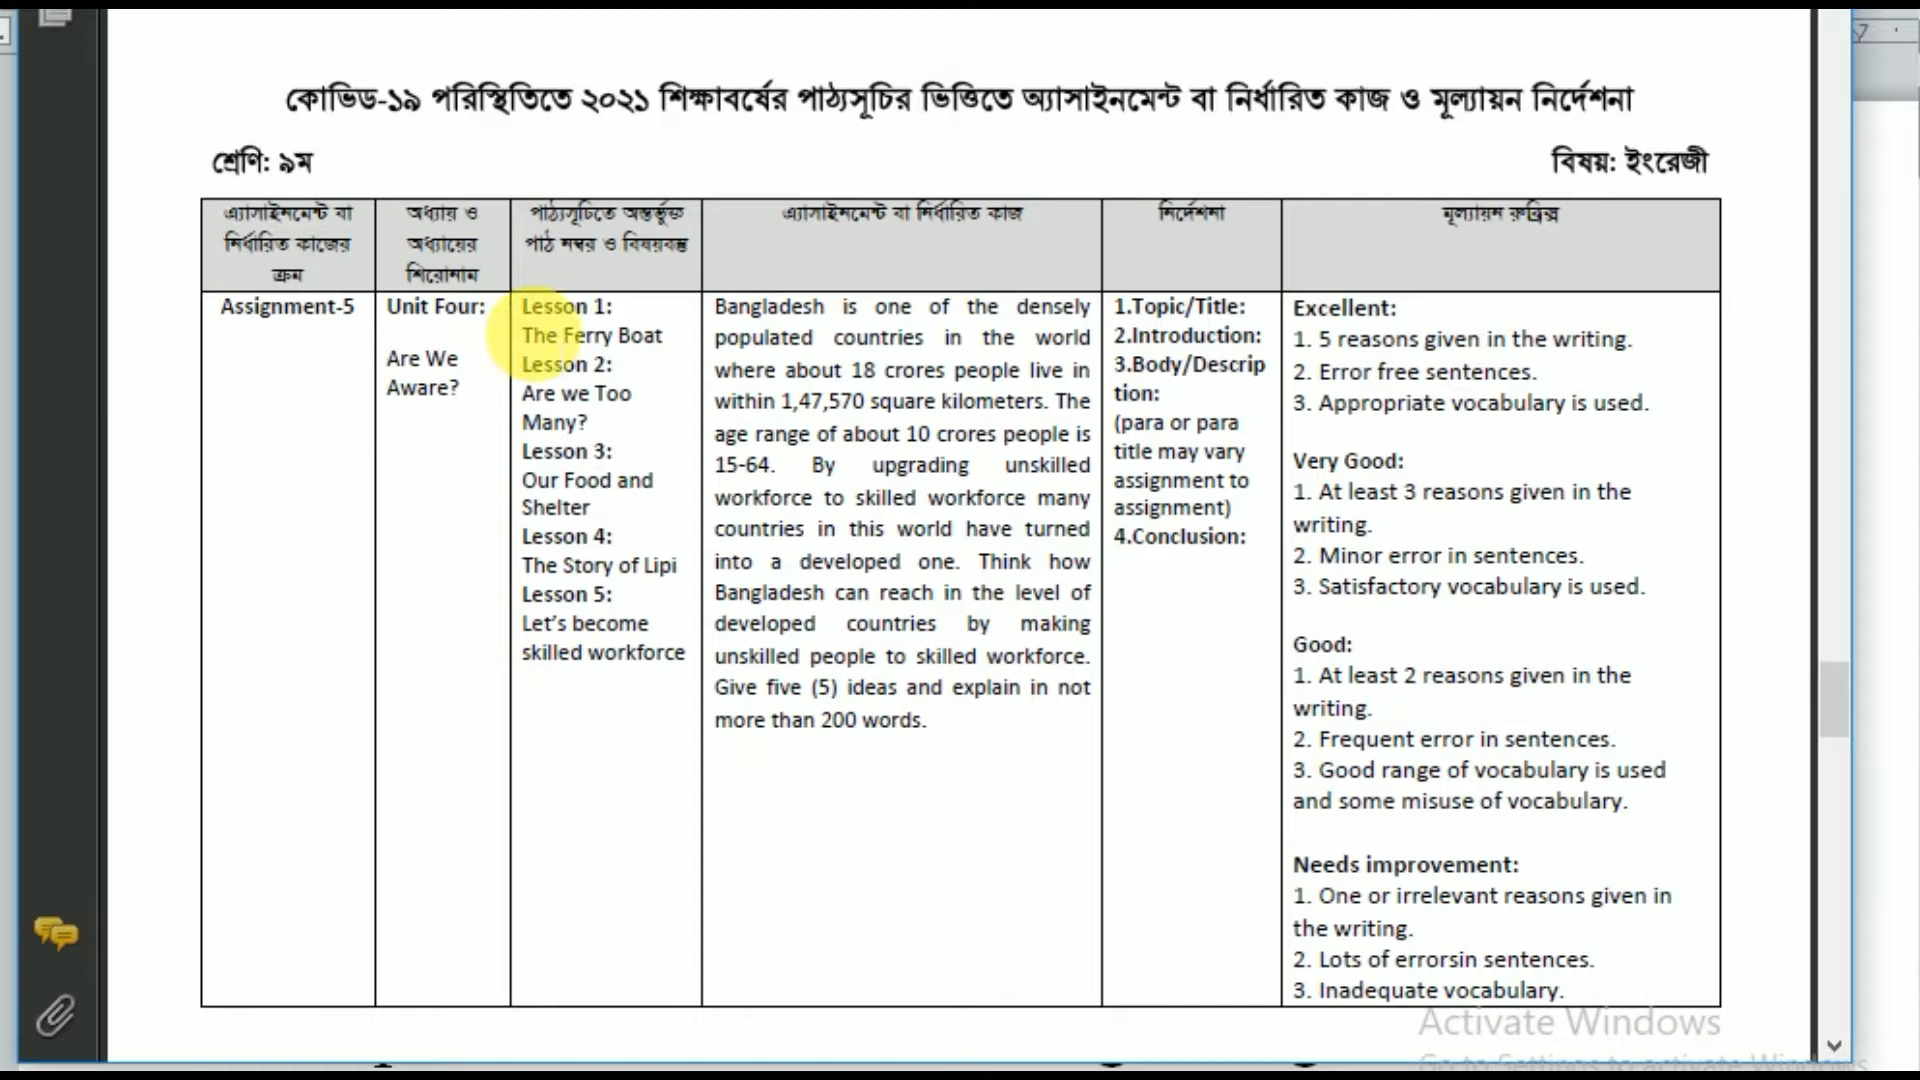 কোভিড-১৯ পরিস্থিতিতে ২০২১ শিক্ষাবর্ষের পাঠ্যসূচির ভিত্তিতে অ্যাসাইনমেন্ট বা নির্ধারিত কাজ ও মূল্যায়ন নির্দেশনা
শ্রেণি: ৯ম
বিষয়: ইংরেজী
এ্যাসাইনমেন্ট বা
নির্ধারিত কাজের
ক্রম
অধ্যায় ও
অধ্যায়ের
শিরোনাম
পাঠ্যসূচিতে অন্তর্ভুক্ত
পাঠ নম্বর ও বিষয়বস্তু
এ্যাসাইনমেন্ট বা নির্ধারিত কাজ
নির্দেশনা
মূল্যায়ন রুব্রিক্স
Assignment-5
Unit Four:
Are We
Aware?
Lesson 1:
The Ferry Boat
Lesson 2:
Are we Too
Many?
Lesson 3:
Our Food and
Shelter
Lesson 4:
The Story of Lipi
Lesson 5:
Let's become
skilled workforce
Bangladesh is one of the densely
populated countries in the world
where about 18 crores people live in
within 1,47,570 square kilometers. The
age range of about 10 crores people is
15-64. By upgrading unskilled
workforce to skilled workforce many
countries in this world have turned
into a developed one. Think how
Bangladesh can reach in the level of
developed countries by making
unskilled people to skilled workforce.
Give five (5) ideas and explain in not
more than 200 words.
1.Topic/Title:
2.Introduction:
3.Body/Descrip
tion:
(para or para
title may vary
assignment to
assignment)
4.Conclusion:
Excellent:
1. 5 reasons given in the writing.
2. Error free sentences.
3. Appropriate vocabulary is used.
Very Good:
1. At least 3 reasons given in the
writing.
2. Minor error in sentences.
3. Satisfactory vocabulary is used.
Good:
1. At least 2 reasons given in the
writing.
2. Frequent error in sentences.
3. Good range of vocabulary is used
and some misuse of vocabulary.
Needs improvement:
1. One or irrelevant reasons given in
the writing.
2. Lots of errorsin sentences.
3. Inadequate vocabulary.
Activate Windows
Go to Settings to activate Windows